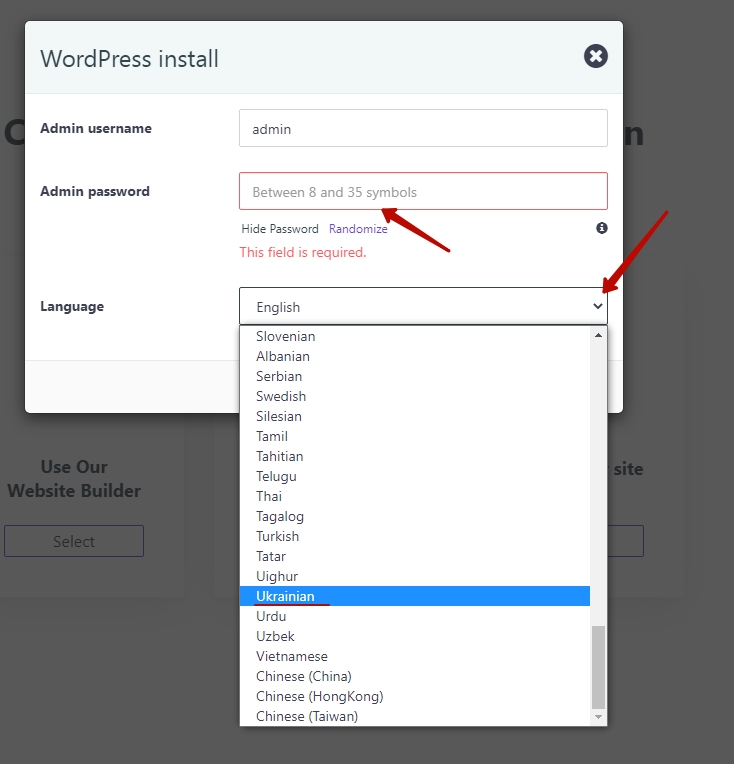 WordPress install
Admin username
admin
Admin password
Between 8 and 35 symbols
Hide Password Randomize
This field is required.
Language
English
Slovenian
Albanian
Serbian
Swedish
Silesian
Tamil
Tahitian
Telugu
Thai
Tagalog
Turkish
Tatar
Uighur
Ukrainian
Urdu
Uzbek
Vietnamese
Chinese (China)
Chinese (HongKong)
Chinese (Taiwan)
Use Our
Website Builder
Select
site